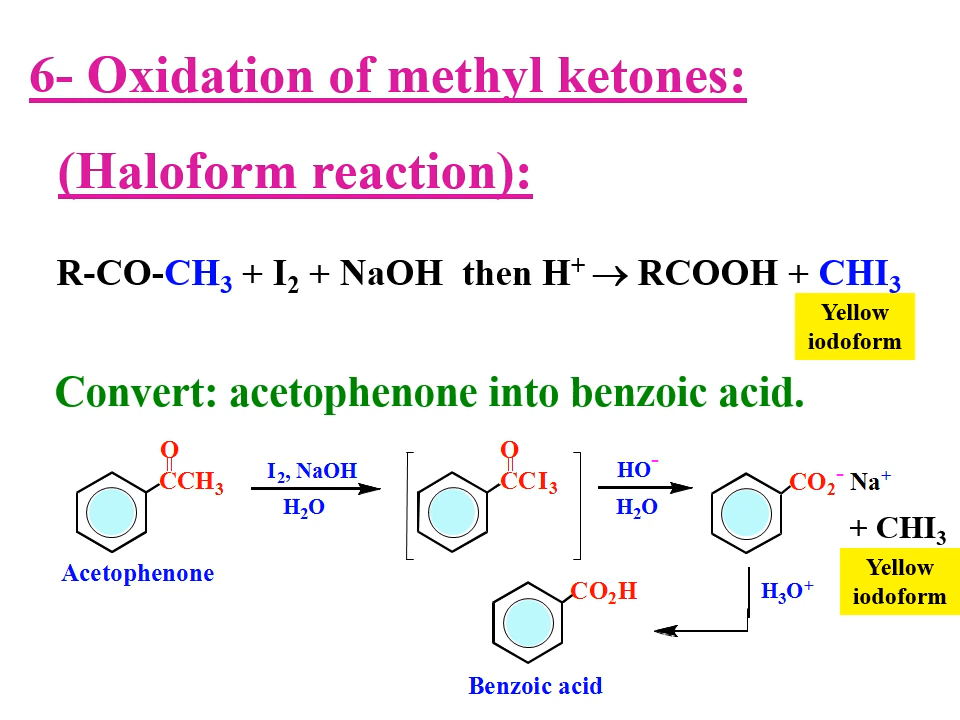 6- Oxidation of methyl ketones:
(Haloform reaction):
R-CO-CH₃ + I₂ + NaOH then H⁺ → RCOOH + CHI₃
Yellow
iodoform
Convert: acetophenone into benzoic acid.
O
CCH₃
I₂, NaOH
H₂O
Acetophenone
O
CCI₃
HO⁻
H₂O
CO₂⁻ Na⁺
+ CHI₃
Yellow
iodoform
H₃O⁺
CO₂H
Benzoic acid